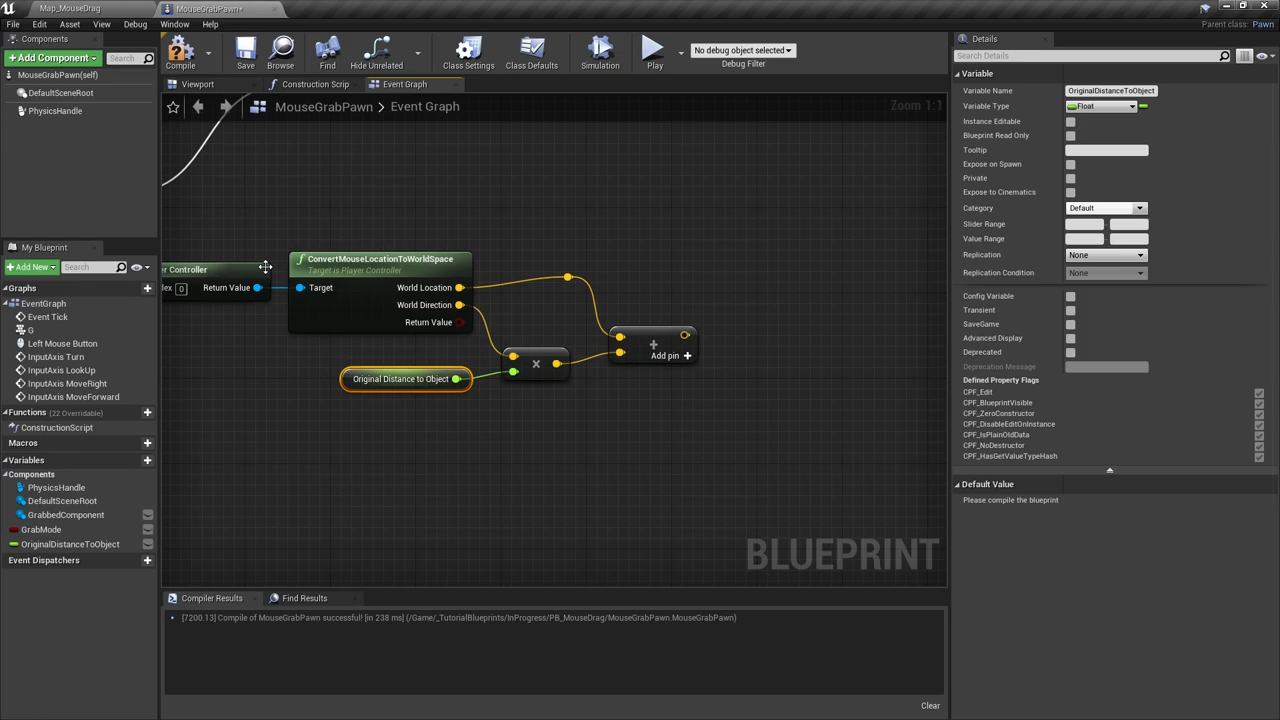 Map_MouseDrag
MouseGrabPawn*
File
Edit
Asset
View
Debug
Window
Help
Parent class: Pawn
Components
+ Add Component
Search
MouseGrabPawn(self)
DefaultSceneRoot
PhysicsHandle
Compile
Save
Browse
Find
Hide Unrelated
Class Settings
Class Defaults
Simulation
Play
No debug object selected
Debug Filter
Viewport
Construction Scrip
Event Graph
MouseGrabPawn > Event Graph
Zoom 1:1
er Controller
lex 0 Return Value
ConvertMouseLocationToWorldSpace
Target is Player Controller
Target
World Location
World Direction
Return Value
Original Distance to Object
×
+
Add pin +
BLUEPRINT
My Blueprint
+ Add New
Search
Graphs
EventGraph
Event Tick
G
Left Mouse Button
InputAxis Turn
InputAxis LookUp
InputAxis MoveRight
InputAxis MoveForward
Functions (22 Overridable)
ConstructionScript
Macros
Variables
Components
PhysicsHandle
DefaultSceneRoot
GrabbedComponent
GrabMode
OriginalDistanceToObject
Event Dispatchers
Compiler Results
Find Results
[7200.13] Compile of MouseGrabPawn successful! [in 238 ms] (/Game/_TutorialBlueprints/InProgress/PB_MouseDrag/MouseGrabPawn.MouseGrabPawn)
Clear
Details
Search Details
Variable
Variable Name OriginalDistanceToObject
Variable Type Float
Instance Editable
Blueprint Read Only
Tooltip
Expose on Spawn
Private
Expose to Cinematics
Category Default
Slider Range
Value Range
Replication None
Replication Condition None
Config Variable
Transient
SaveGame
Advanced Display
Deprecated
Deprecation Message
Defined Property Flags
CPF_Edit
CPF_BlueprintVisible
CPF_ZeroConstructor
CPF_DisableEditOnInstance
CPF_IsPlainOldData
CPF_NoDestructor
CPF_HasGetValueTypeHash
Default Value
Please compile the blueprint